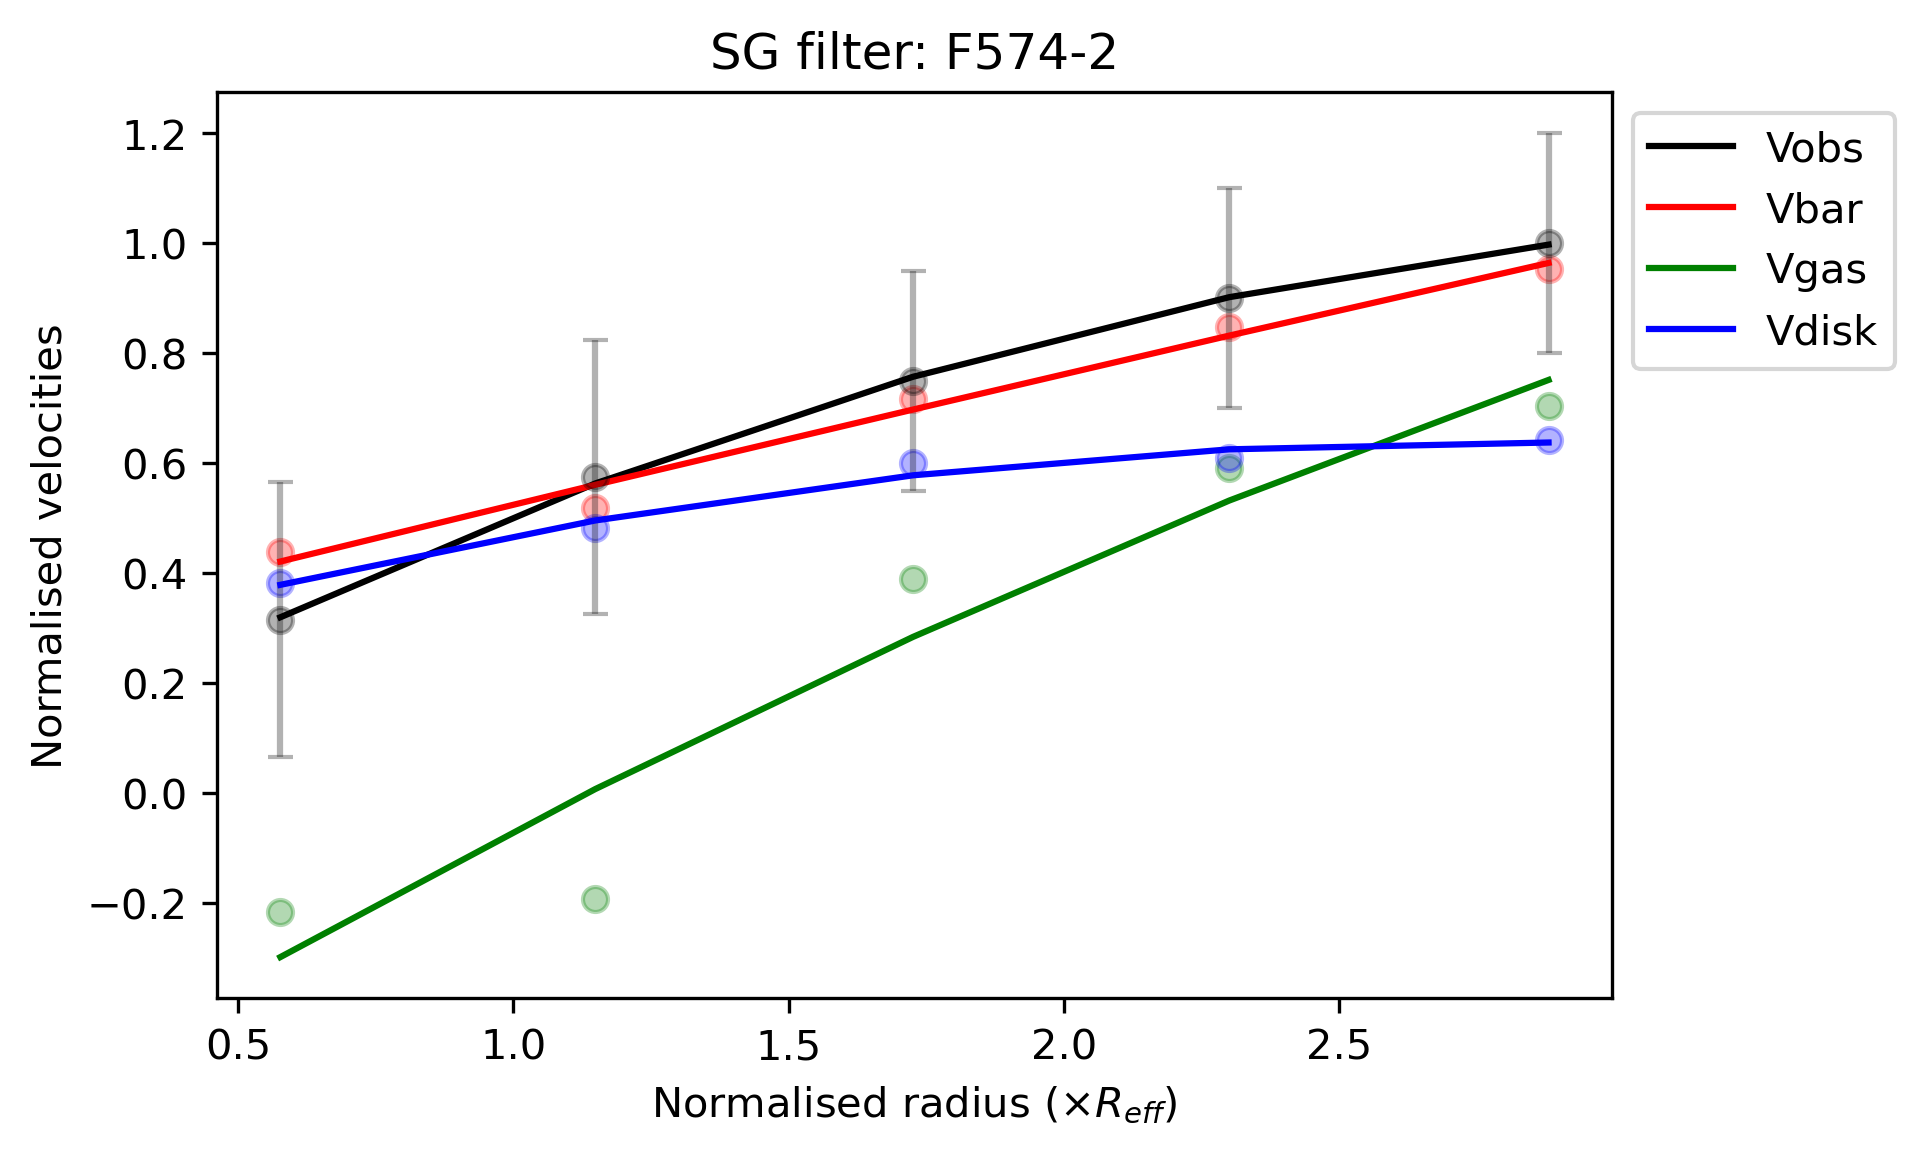 SG filter: F574-2
1.2
1.0
0.8
0.6
0.4
0.2
0.0
−0.2
Normalised velocities
0.5 1.0 1.5 2.0 2.5
Normalised radius (×R_eff)
Vobs
Vbar
Vgas
Vdisk